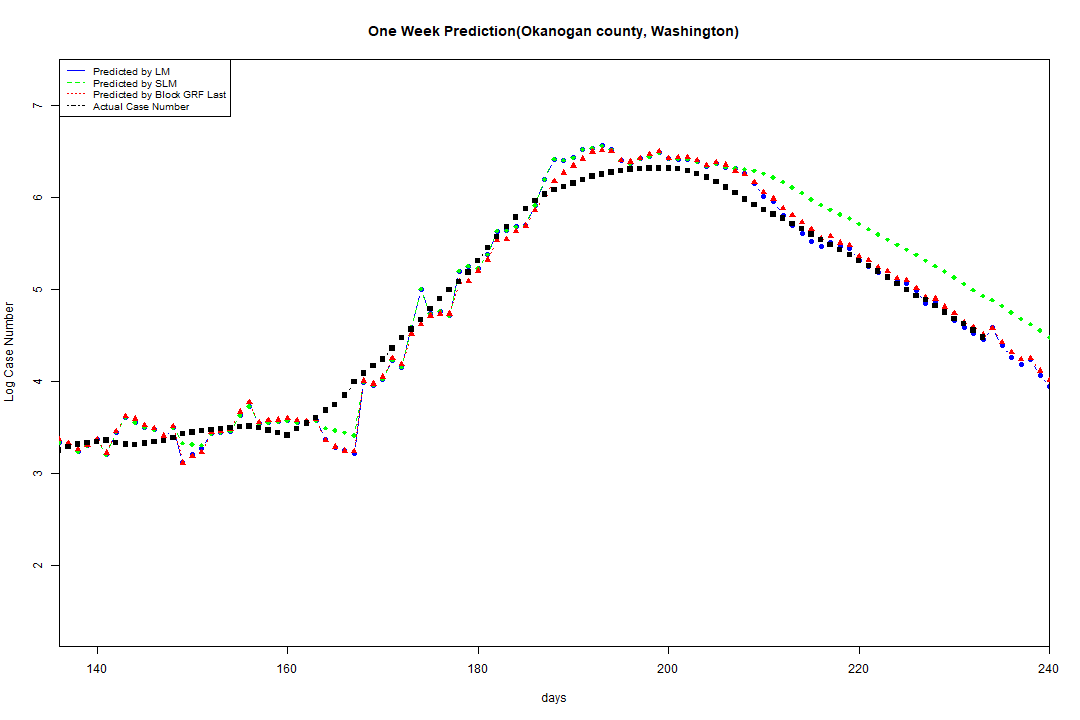 One Week Prediction(Okanogan county, Washington)
Predicted by LM
Predicted by SLM
Predicted by Block GRF Last
Actual Case Number
7
6
5
4
3
2
Log Case Number
140 160 180 200 220 240
days